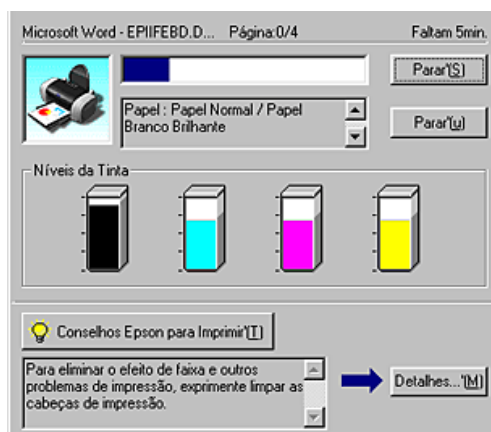 Microsoft Word - EPIIFEBD.D... Página:0/4 Faltam 5min.
Parar'(S)
Papel : Papel Normal / Papel
Branco Brilhante
Parar'(u)
Níveis da Tinta
Conselhos Epson para Imprimir'(T)
Para eliminar o efeito de faixa e outros
problemas de impressão, exprimente limpar as
cabeças de impressão.
Detalhes...'(M)